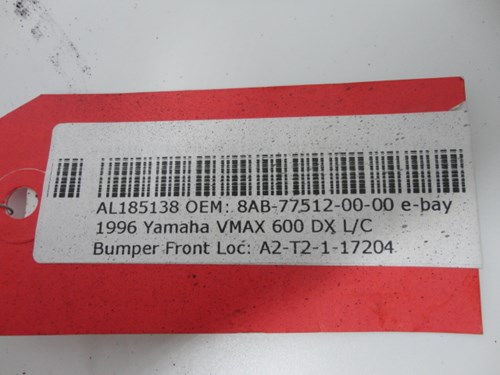 AL185138 OEM: 8AB-77512-00-00 e-bay
1996 Yamaha VMAX 600 DX L/C
Bumper Front Loc: A2-T2-1-17204